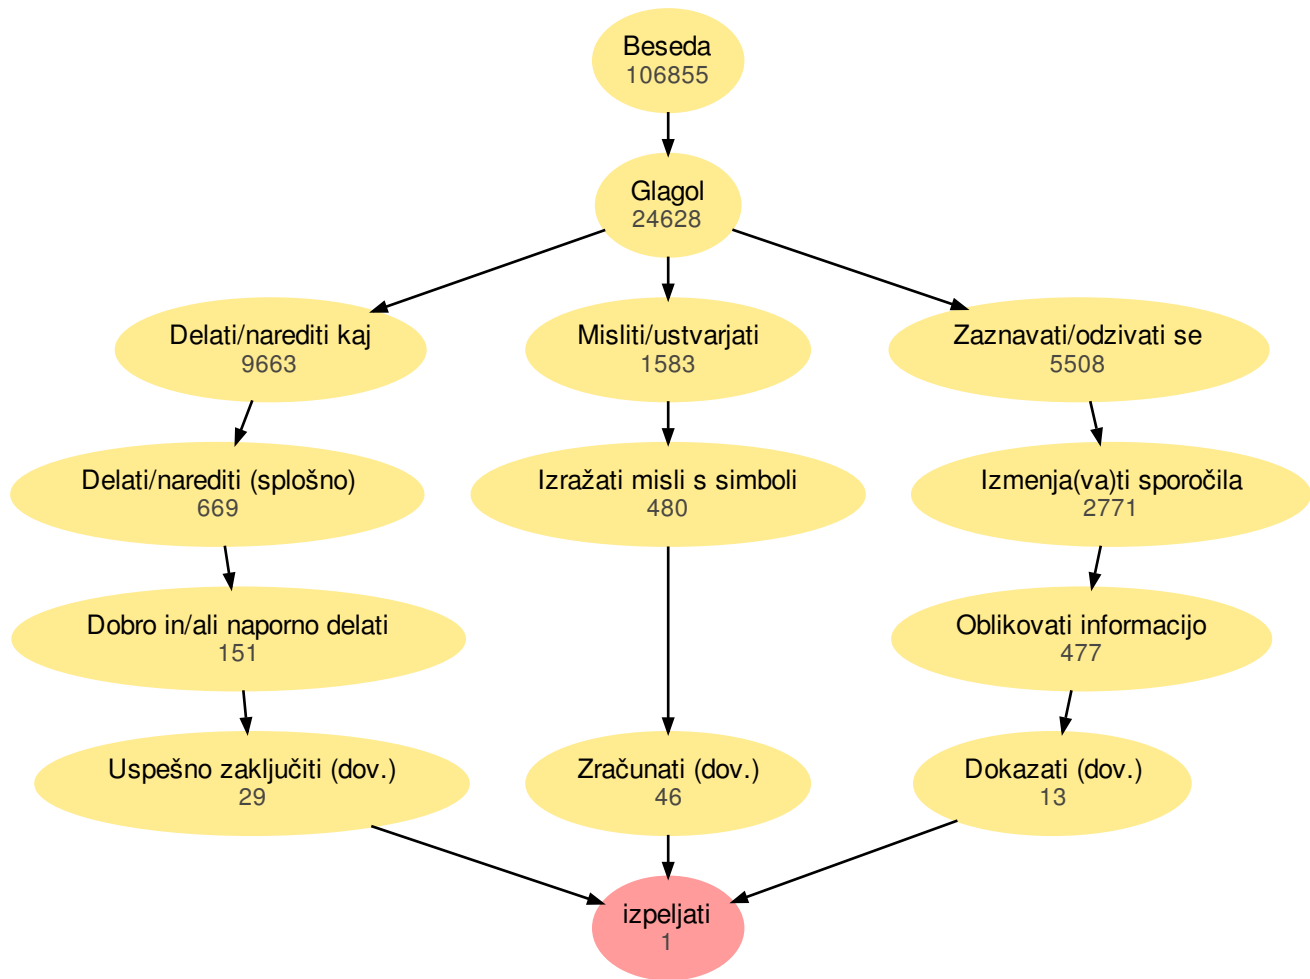 Beseda
106855
Glagol
24628
Delati/narediti kaj
9663
Misliti/ustvarjati
1583
Zaznavati/odzivati se
5508
Delati/narediti (splošno)
669
Izražati misli s simboli
480
Izmenja(va)ti sporočila
2771
Dobro in/ali naporno delati
151
Oblikovati informacijo
477
Uspešno zaključiti (dov.)
29
Zračunati (dov.)
46
Dokazati (dov.)
13
izpeljati
1